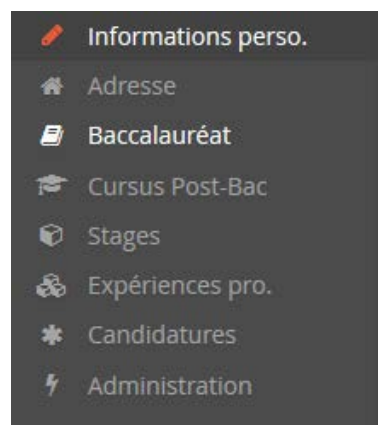 Informations perso.
Adresse
Baccalauréat
Cursus Post-Bac
Stages
Expériences pro.
Candidatures
Administration